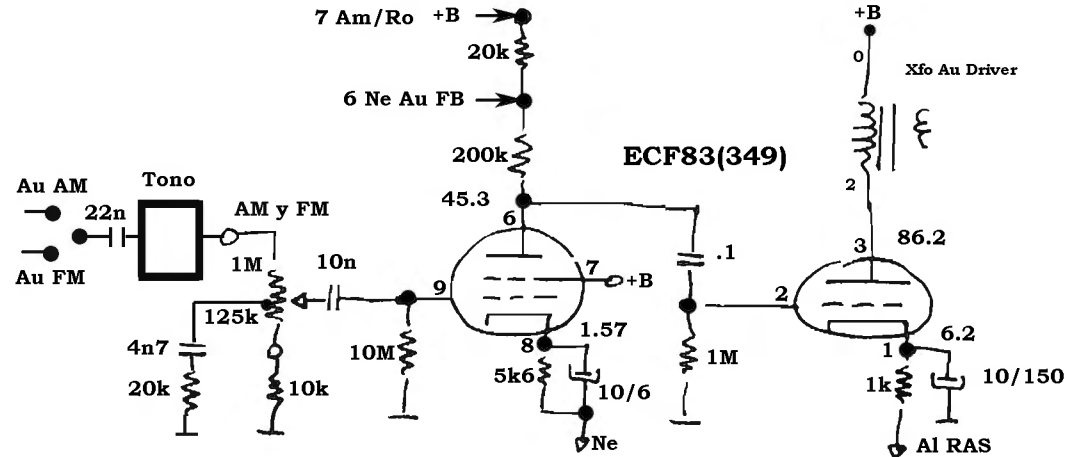 7 Am/Ro +B
20k
6 Ne Au FB
200k
ECF83(349)
+B
0
Xfo Au Driver
2
Au AM
Tono
22n
AM y FM
Au FM
1M
10n
125k
4n7
20k
10k
45.3
6
9
7
+B
10M
8
1.57
5k6
10/6
Ne
.1
1M
2
3
86.2
6.2
1
1k
10/150
Al RAS